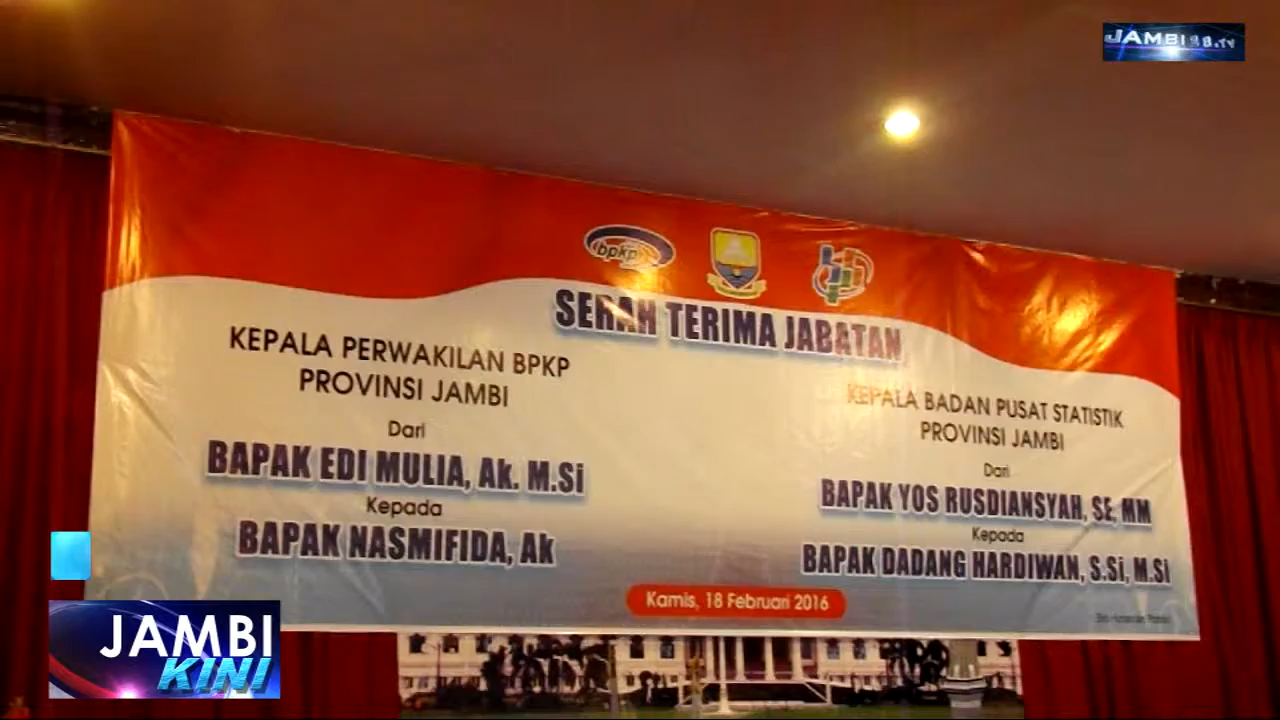 JAMBI28.TV
bpkp
SERAH TERIMA JABATAN
KEPALA PERWAKILAN BPKP
PROVINSI JAMBI
Dari
BAPAK EDI MULIA, Ak. M.Si
Kepada
BAPAK NASMIFIDA, Ak
KEPALA BADAN PUSAT STATISTIK
PROVINSI JAMBI
Dari
BAPAK YOS RUSDIANSYAH, SE, MM
Kepada
BAPAK DADANG HARDIWAN, S.Si, M.Si
Kamis, 18 Februari 2016
JAMBI
KINI